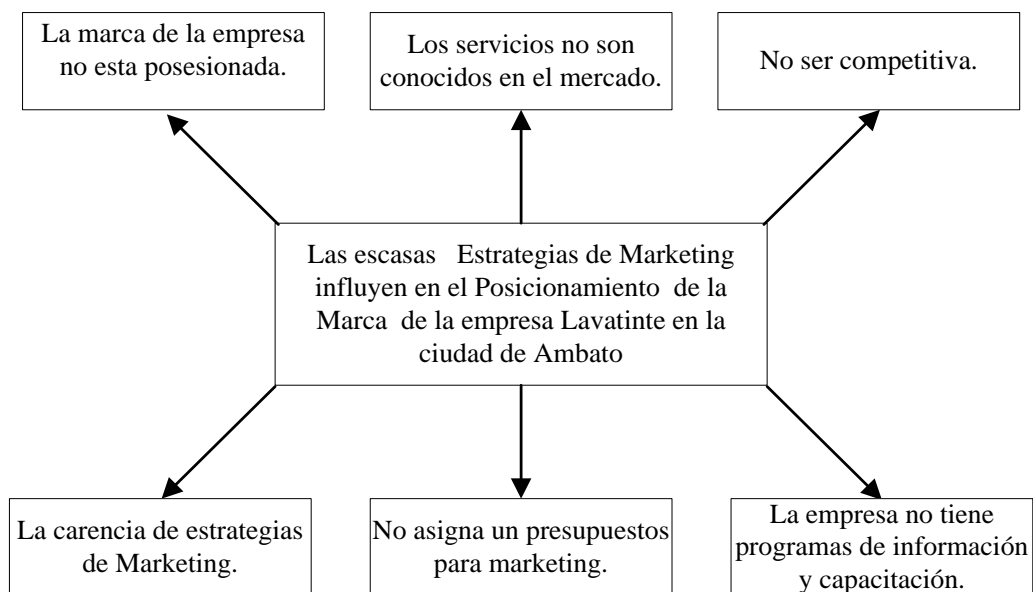 La marca de la empresa
no esta posesionada.
Los servicios no son
conocidos en el mercado.
No ser competitiva.
Las escasas   Estrategias de Marketing
influyen en el Posicionamiento  de la
Marca  de la empresa Lavatinte en la
ciudad de Ambato
La carencia de estrategias
de Marketing.
No asigna un presupuestos
para marketing.
La empresa no tiene
programas de información
y capacitación.